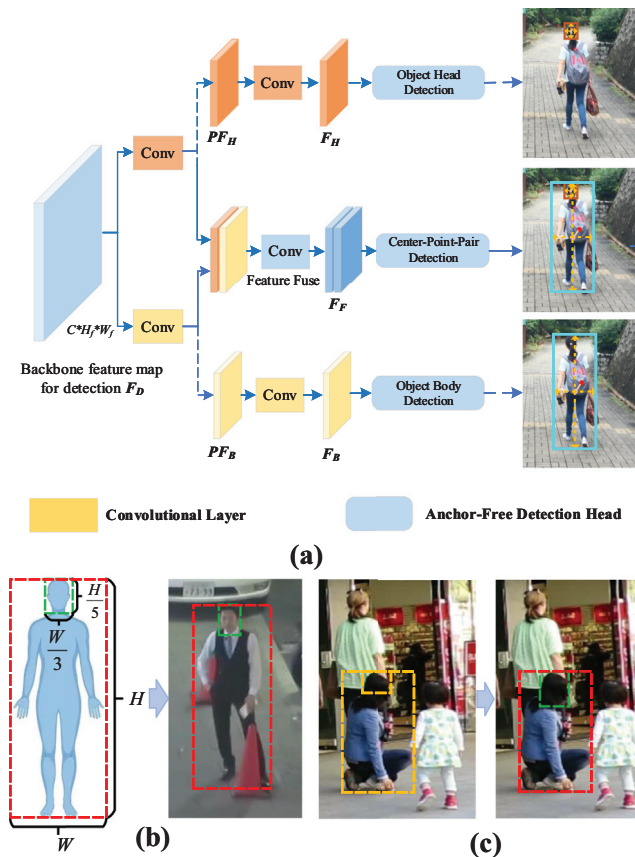 Conv
PF_H
Conv
F_H
Object Head
Detection
C*H_f*W_f
Backbone feature map
for detection F_D
Conv
Conv
Feature Fuse
F_F
Center-Point-Pair
Detection
PF_B
Conv
F_B
Object Body
Detection
Convolutional Layer
Anchor-Free Detection Head
(a)
H
5
W
3
H
W
(b)
(c)